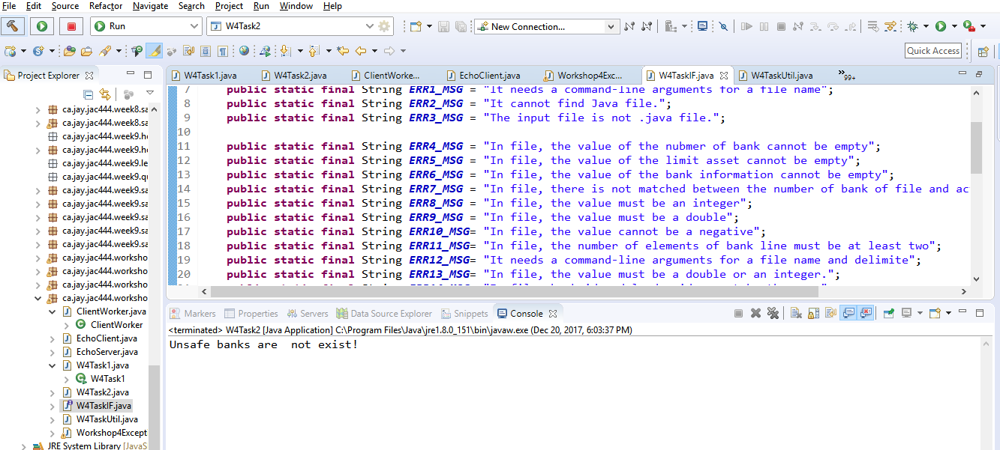 File Edit Source Refactor Navigate Search Project Run Window Help
Run W4Task2 New Connection...
Quick Access
Project Explorer
W4Task1.java W4Task2.java ClientWorke... EchoClient.java Workshop4Exc... W4TaskIF.java W4TaskUtil.java »99+
7 public static final String ERR1_MSG = "It needs a command-line arguments for a file name";
8 public static final String ERR2_MSG = "It cannot find Java file.";
9 public static final String ERR3_MSG = "The input file is not .java file.";
10
11 public static final String ERR4_MSG = "In file, the value of the nubmer of bank cannot be empty";
12 public static final String ERR5_MSG = "In file, the value of the limit asset cannot be empty";
13 public static final String ERR6_MSG = "In file, the value of the bank information cannot be empty";
14 public static final String ERR7_MSG = "In file, there is not matched between the number of bank of file and ac
15 public static final String ERR8_MSG = "In file, the value must be an integer";
16 public static final String ERR9_MSG = "In file, the value must be a double";
17 public static final String ERR10_MSG= "In file, the value cannot be a negative";
18 public static final String ERR11_MSG= "In file, the number of elements of bank line must be at least two";
19 public static final String ERR12_MSG= "It needs a command-line arguments for a file name and delimite";
20 public static final String ERR13_MSG= "In file, the value must be a double or an integer.";
ca.jay.jac444.week8.sa
ca.jay.jac444.week8.sa
ca.jay.jac444.week9.ho
ca.jay.jac444.week9.ho
ca.jay.jac444.week9.le
ca.jay.jac444.week9.qu
ca.jay.jac444.week9.sa
ca.jay.jac444.week9.sa
ca.jay.jac444.week9.sa
ca.jay.jac444.week9.sa
ca.jay.jac444.week9.sa
ca.jay.jac444.worksho
ca.jay.jac444.worksho
ca.jay.jac444.worksho
ca.jay.jac444.worksho
ClientWorker.java
ClientWorker
EchoClient.java
EchoServer.java
W4Task1.java
W4Task1
W4Task2.java
W4TaskIF.java
W4TaskUtil.java
Workshop4Except
JRE System Library [JavaS
Markers Properties Servers Data Source Explorer Snippets Console
<terminated> W4Task2 [Java Application] C:\Program Files\Java\jre1.8.0_151\bin\javaw.exe (Dec 20, 2017, 6:03:37 PM)
Unsafe banks are  not exist!